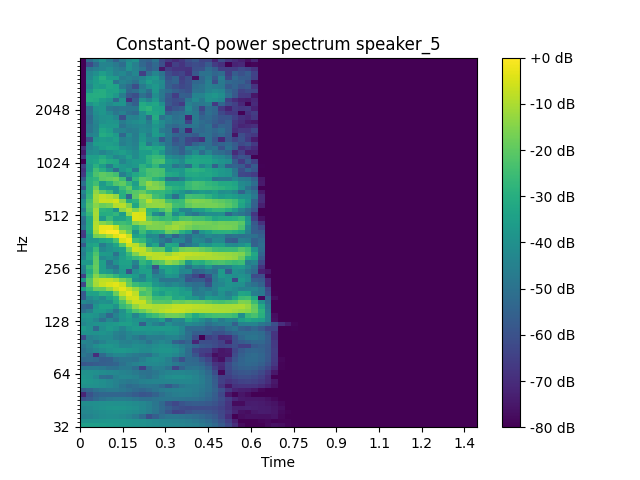 Constant-Q power spectrum speaker_5
+0 dB
-10 dB
-20 dB
-30 dB
-40 dB
-50 dB
-60 dB
-70 dB
-80 dB
Hz
2048
1024
512
256
128
64
32
0 0.15 0.3 0.45 0.6 0.75 0.9 1.1 1.2 1.4
Time